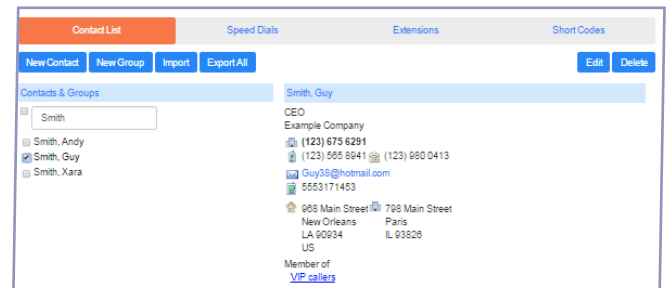 Contact List Speed Dials Extensions Short Codes
New Contact New Group Import Export All Edit Delete
Contacts & Groups
Smith
Smith, Andy
Smith, Guy
Smith, Xara
Smith, Guy
CEO
Example Company
(123) 675 6291
(123) 565 8941 (123) 980 0413
Guy38@hotmail.com
5553171453
968 Main Street 798 Main Street
New Orleans Paris
LA 90934 IL 93826
US
Member of
VIP callers